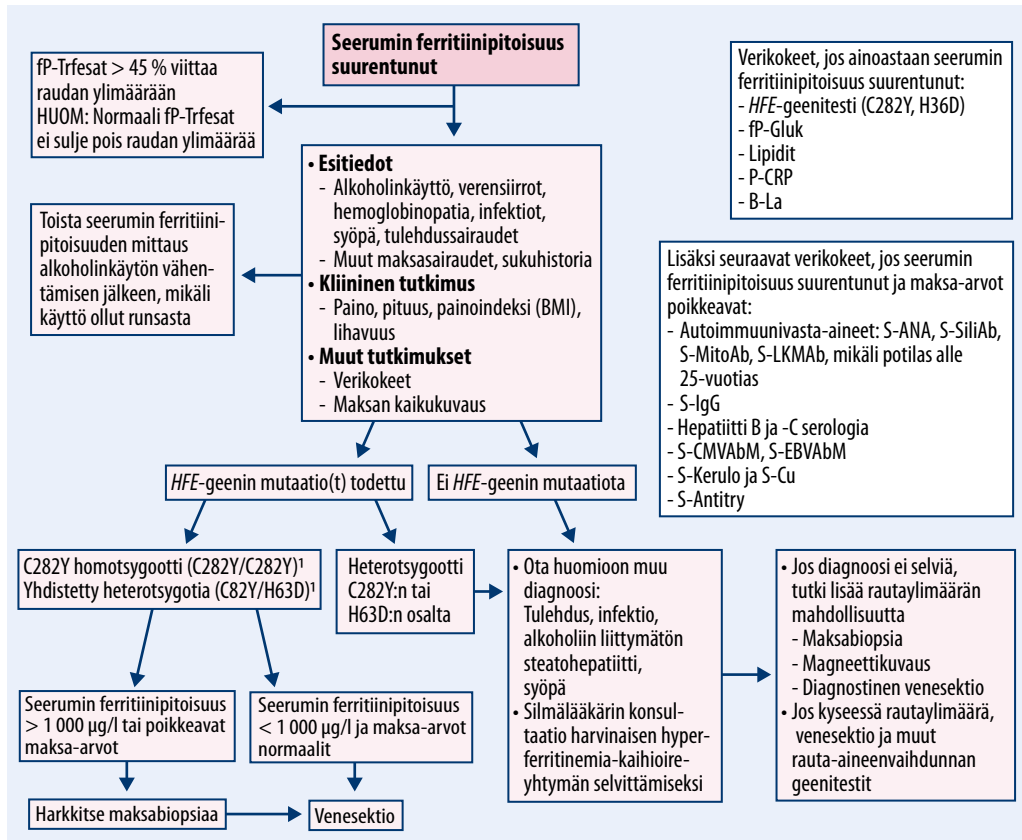 Seerumin ferritiinipitoisuus
suurentunut
fP-Trfesat > 45 % viittaa
raudan ylimäärään
HUOM: Normaali fP-Trfesat
ei sulje pois raudan ylimäärää
Verikokeet, jos ainoastaan seerumin
ferritiinipitoisuus suurentunut:
- HFE-geenitesti (C282Y, H36D)
- fP-Gluk
- Lipidit
- P-CRP
- B-La
• Esitiedot
- Alkoholinkäyttö, verensiirrot,
hemoglobinopatia, infektiot,
syöpä, tulehdussairaudet
- Muut maksasairaudet, sukuhistoria
• Kliininen tutkimus
- Paino, pituus, painoindeksi (BMI),
lihavuus
• Muut tutkimukset
- Verikokeet
- Maksan kaikukuvaus
Toista seerumin ferritiini-
pitoisuuden mittaus
alkoholinkäytön vähen-
tämisen jälkeen, mikäli
käyttö ollut runsasta
Lisäksi seuraavat verikokeet, jos seerumin
ferritiinipitoisuus suurentunut ja maksa-arvot
poikkeavat:
- Autoimmuunivasta-aineet: S-ANA, S-SiliAb,
S-MitoAb, S-LKMAb, mikäli potilas alle
25-vuotias
- S-IgG
- Hepatiitti B ja -C serologia
- S-CMVAbM, S-EBVAbM
- S-Kerulo ja S-Cu
- S-Antitry
HFE-geenin mutaatio(t) todettu
Ei HFE-geenin mutaatiota
C282Y homotsygootti (C282Y/C282Y)¹
Yhdistetty heterotsygotia (C82Y/H63D)¹
Heterotsygootti
C282Y:n tai
H63D:n osalta
• Ota huomioon muu
diagnoosi:
Tulehdus, infektio,
alkoholiin liittymätön
steatohepatiitti,
syöpä
• Silmälääkärin konsul-
taatio harvinaisen hyper-
ferritinemia-kaihioire-
yhtymän selvittämiseksi
• Jos diagnoosi ei selviä,
tutki lisää rautaylimäärän
mahdollisuutta
- Maksabiopsia
- Magneettikuvaus
- Diagnostinen venesektio
• Jos kyseessä rautaylimäärä,
venesektio ja muut
rauta-aineenvaihdunnan
geenitestit
Seerumin ferritiinipitoisuus
> 1 000 µg/l tai poikkeavat
maksa-arvot
Seerumin ferritiinipitoisuus
< 1 000 µg/l ja maksa-arvot
normaalit
Harkkitse maksabiopsiaa
Venesektio